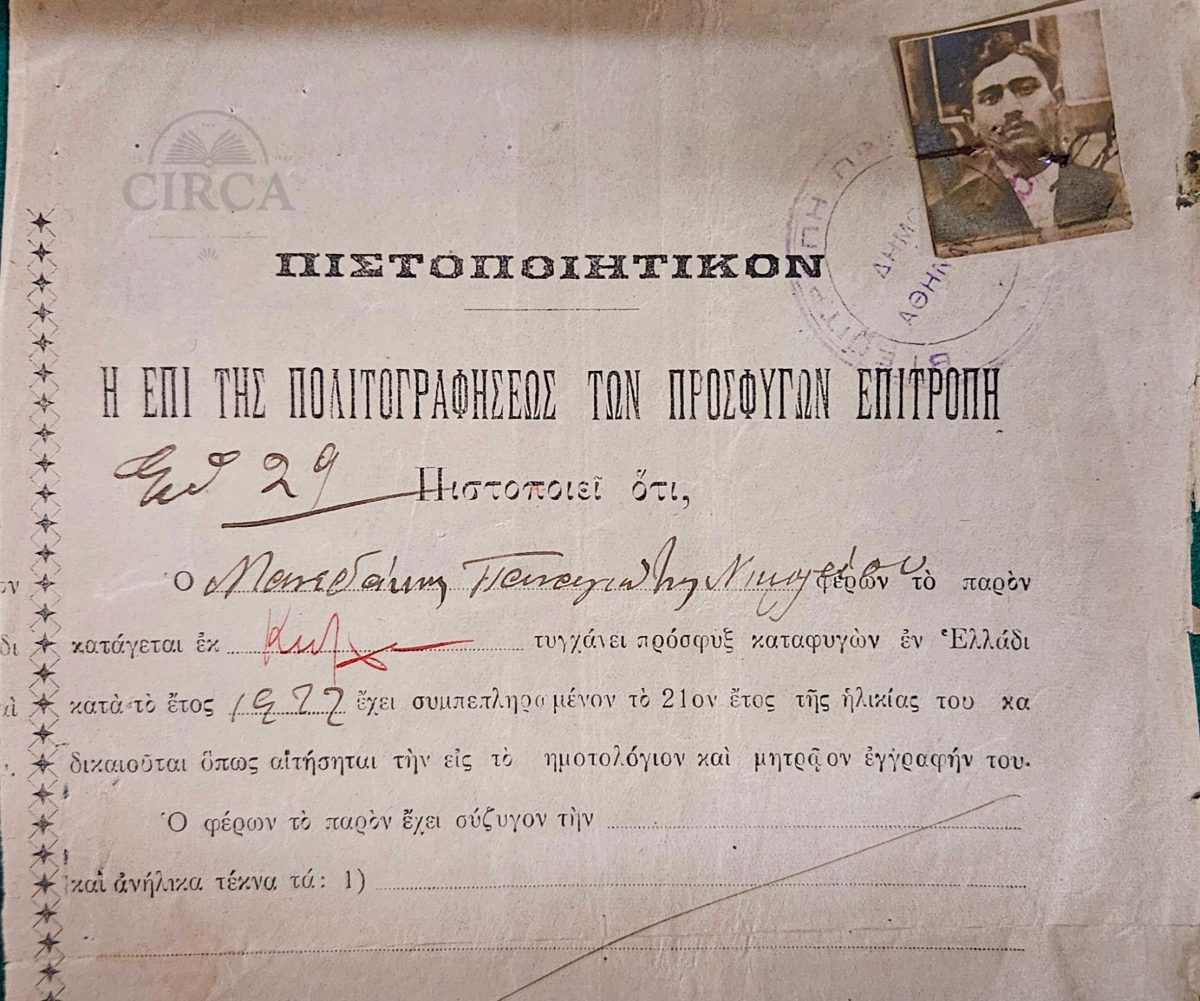 CIRCA
ΠΙΣΤΟΠΟΙΗΤΙΚΟΝ
ΔΗΜΟ
ΑΘΗΝ
Η ΕΠΙ ΤΗΣ ΠΟΛΙΤΟΓΡΑΦΗΣΕΩΣ ΤΩΝ ΠΡΟΣΦΥΓΩΝ ΕΠΙΤΡΟΠΗ
29 Πιστοποιεῖ ὅτι,
Ὁ Παναγιώτης φέρων τὸ παρὸν
κατάγεται ἐκ τυγχάνει πρόσφυξ καταφυγὼν ἐν Ἑλλάδι
κατὰ τὸ ἔτος 1922 ἔχει συμπεπληρωμένον τὸ 21ον ἔτος τῆς ἡλικίας του κα
δικαιοῦται ὅπως αἰτήσηται τὴν εἰς τὸ ημοτολόγιον καὶ μητρῷον ἐγγραφήν του.
Ὁ φέρων τὸ παρὸν ἔχει σύζυγον τὴν
καὶ ἀνήλικα τέκνα τά: 1)